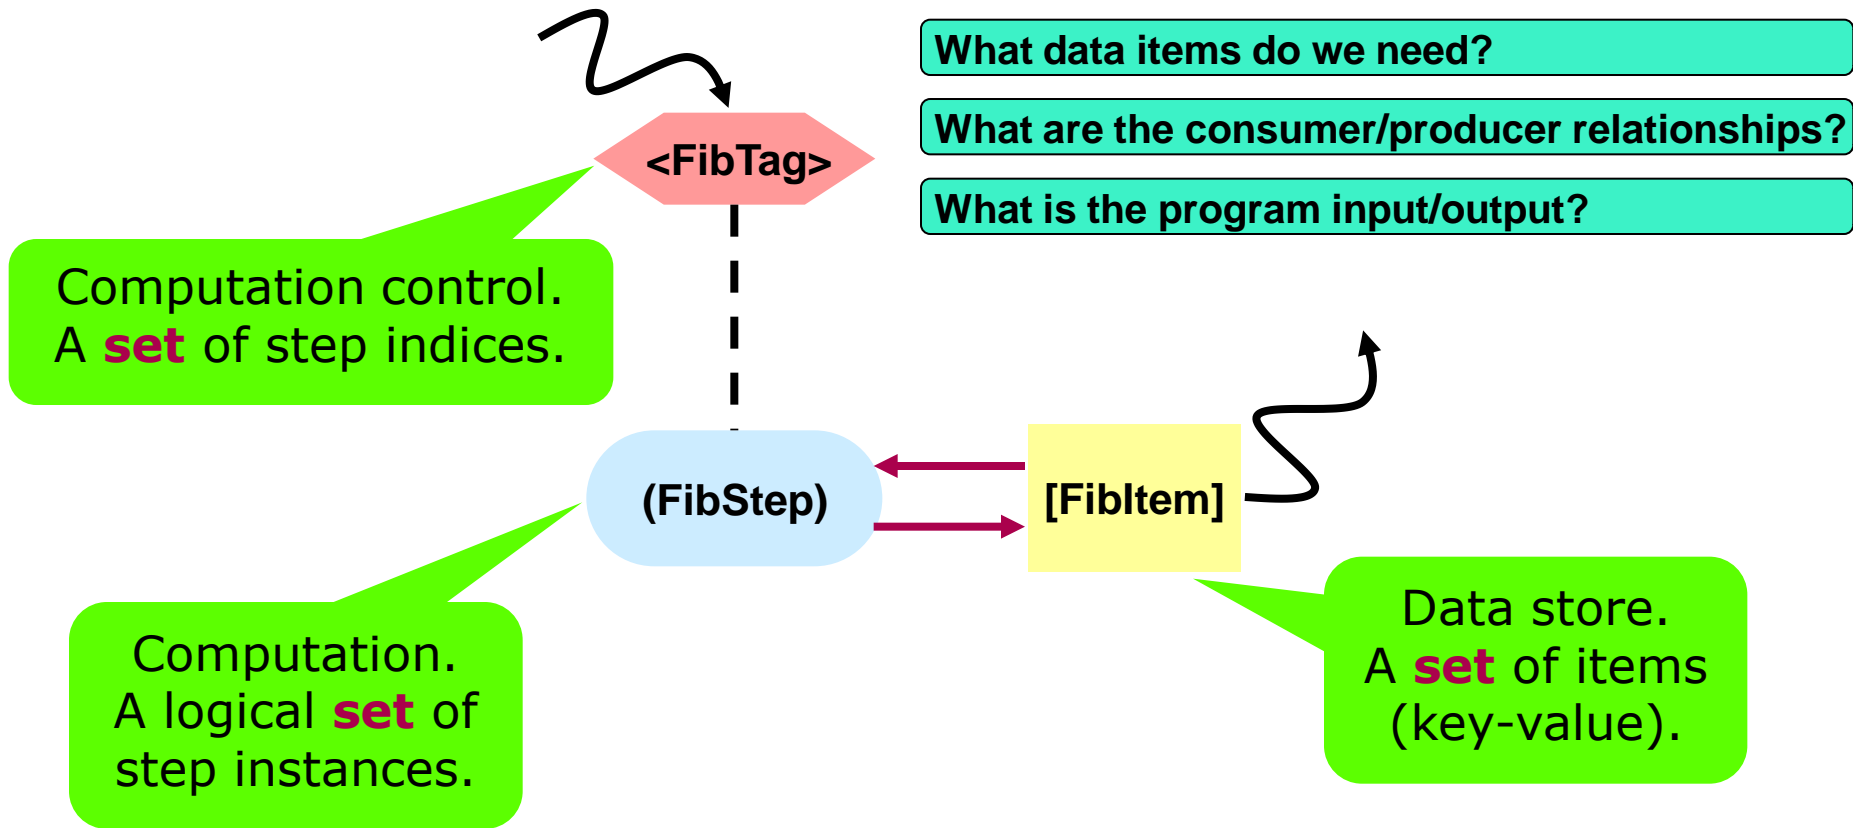 What data items do we need?
What are the consumer/producer relationships?
What is the program input/output?
<FibTag>
Computation control.
A set of step indices.
(FibStep)
[FibItem]
Computation.
A logical set of
step instances.
Data store.
A set of items
(key-value).